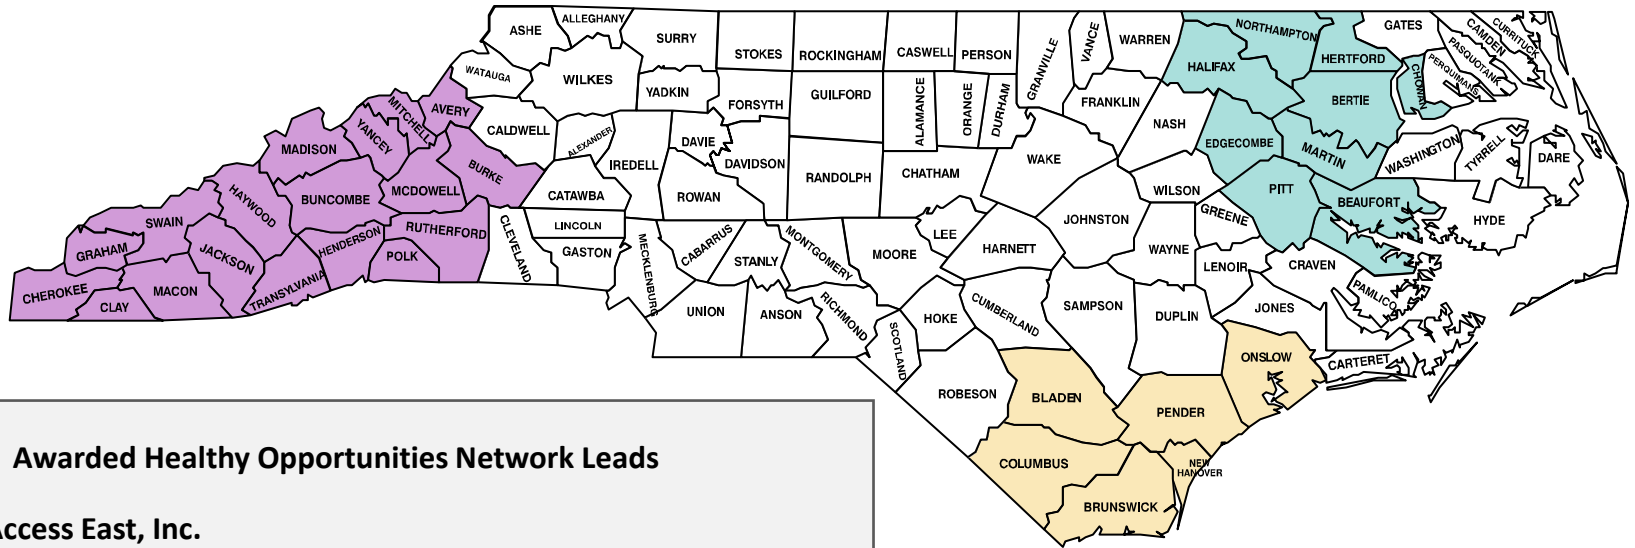 ASHE
ALLEGHANY
SURRY
STOKES
ROCKINGHAM
CASWELL
PERSON
GRANVILLE
VANCE
WARREN
NORTHAMPTON
GATES
CURRITUCK
CAMDEN
PASQUOTANK
PERQUIMANS
CHOWAN
HERTFORD
HALIFAX
BERTIE
WATAUGA
WILKES
YADKIN
FORSYTH
GUILFORD
ALAMANCE
ORANGE
DURHAM
FRANKLIN
NASH
EDGECOMBE
MARTIN
WASHINGTON
TYRRELL
DARE
AVERY
MITCHELL
YANCEY
MADISON
CALDWELL
ALEXANDER
IREDELL
DAVIE
DAVIDSON
RANDOLPH
CHATHAM
WAKE
WILSON
PITT
BEAUFORT
HYDE
BURKE
MCDOWELL
BUNCOMBE
HAYWOOD
SWAIN
GRAHAM
JACKSON
CATAWBA
ROWAN
LINCOLN
GASTON
CLEVELAND
RUTHERFORD
HENDERSON
POLK
TRANSYLVANIA
CHEROKEE
CLAY
MACON
MECKLENBURG
CABARRUS
STANLY
MONTGOMERY
MOORE
LEE
HARNETT
JOHNSTON
WAYNE
GREENE
LENOIR
CRAVEN
PAMLICO
JONES
UNION
ANSON
RICHMOND
SCOTLAND
HOKE
CUMBERLAND
SAMPSON
DUPLIN
ONSLOW
CARTERET
ROBESON
BLADEN
PENDER
COLUMBUS
NEW
HANOVER
BRUNSWICK
Awarded Healthy Opportunities Network Leads
Access East, Inc.